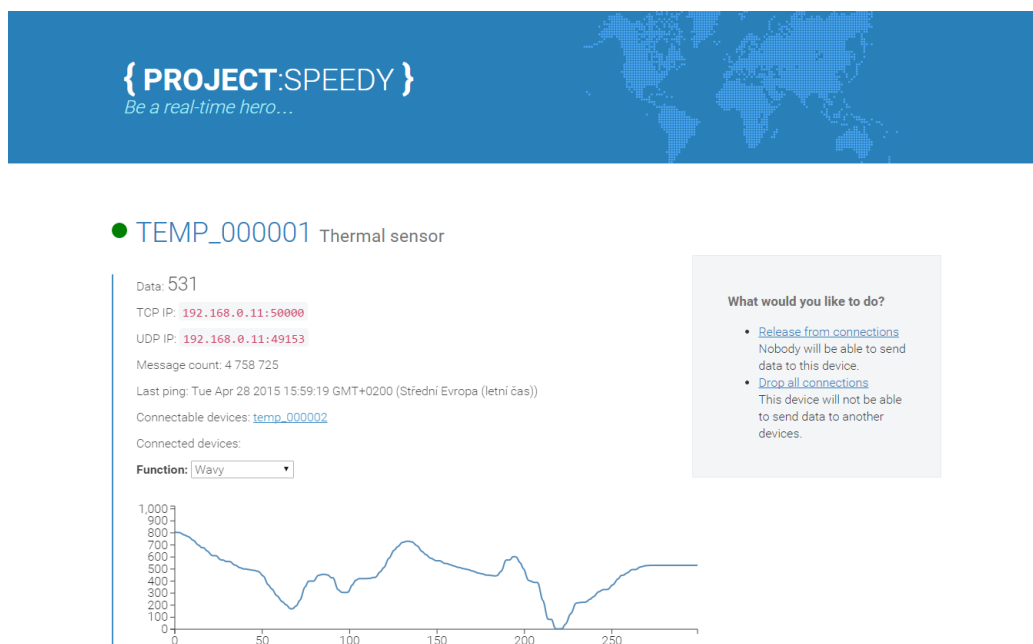 { PROJECT:SPEEDY }
Be a real-time hero...
TEMP_000001 Thermal sensor
Data: 531
TCP IP: 192.168.0.11:50000
UDP IP: 192.168.0.11:49153
Message count: 4 758 725
Last ping: Tue Apr 28 2015 15:59:19 GMT+0200 (Střední Evropa (letní čas))
Connectable devices: temp_000002
Connected devices:
Function: Wavy
What would you like to do?
• Release from connections
Nobody will be able to send
data to this device.
• Drop all connections
This device will not be able
to send data to another
devices.
1,000
900
800
700
600
500
400
300
200
100
0
0 50 100 150 200 250